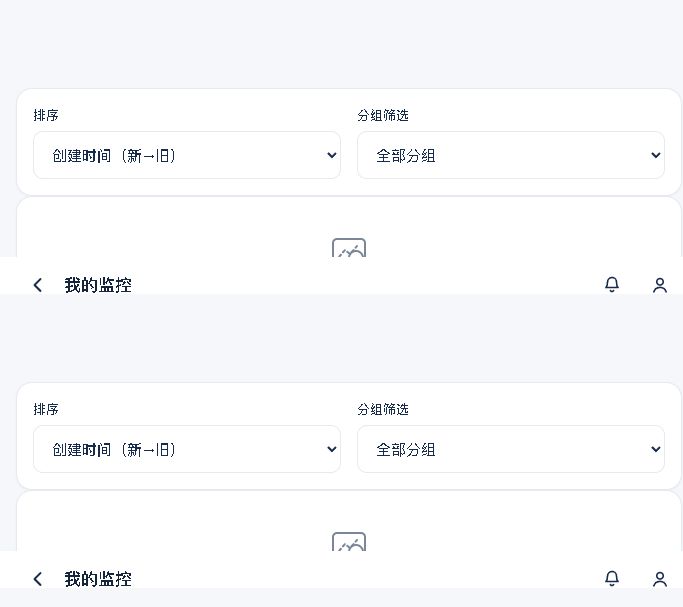 排序 分组筛选
创建时间（新→旧） 全部分组
我的监控
排序 分组筛选
创建时间（新→旧） 全部分组
我的监控